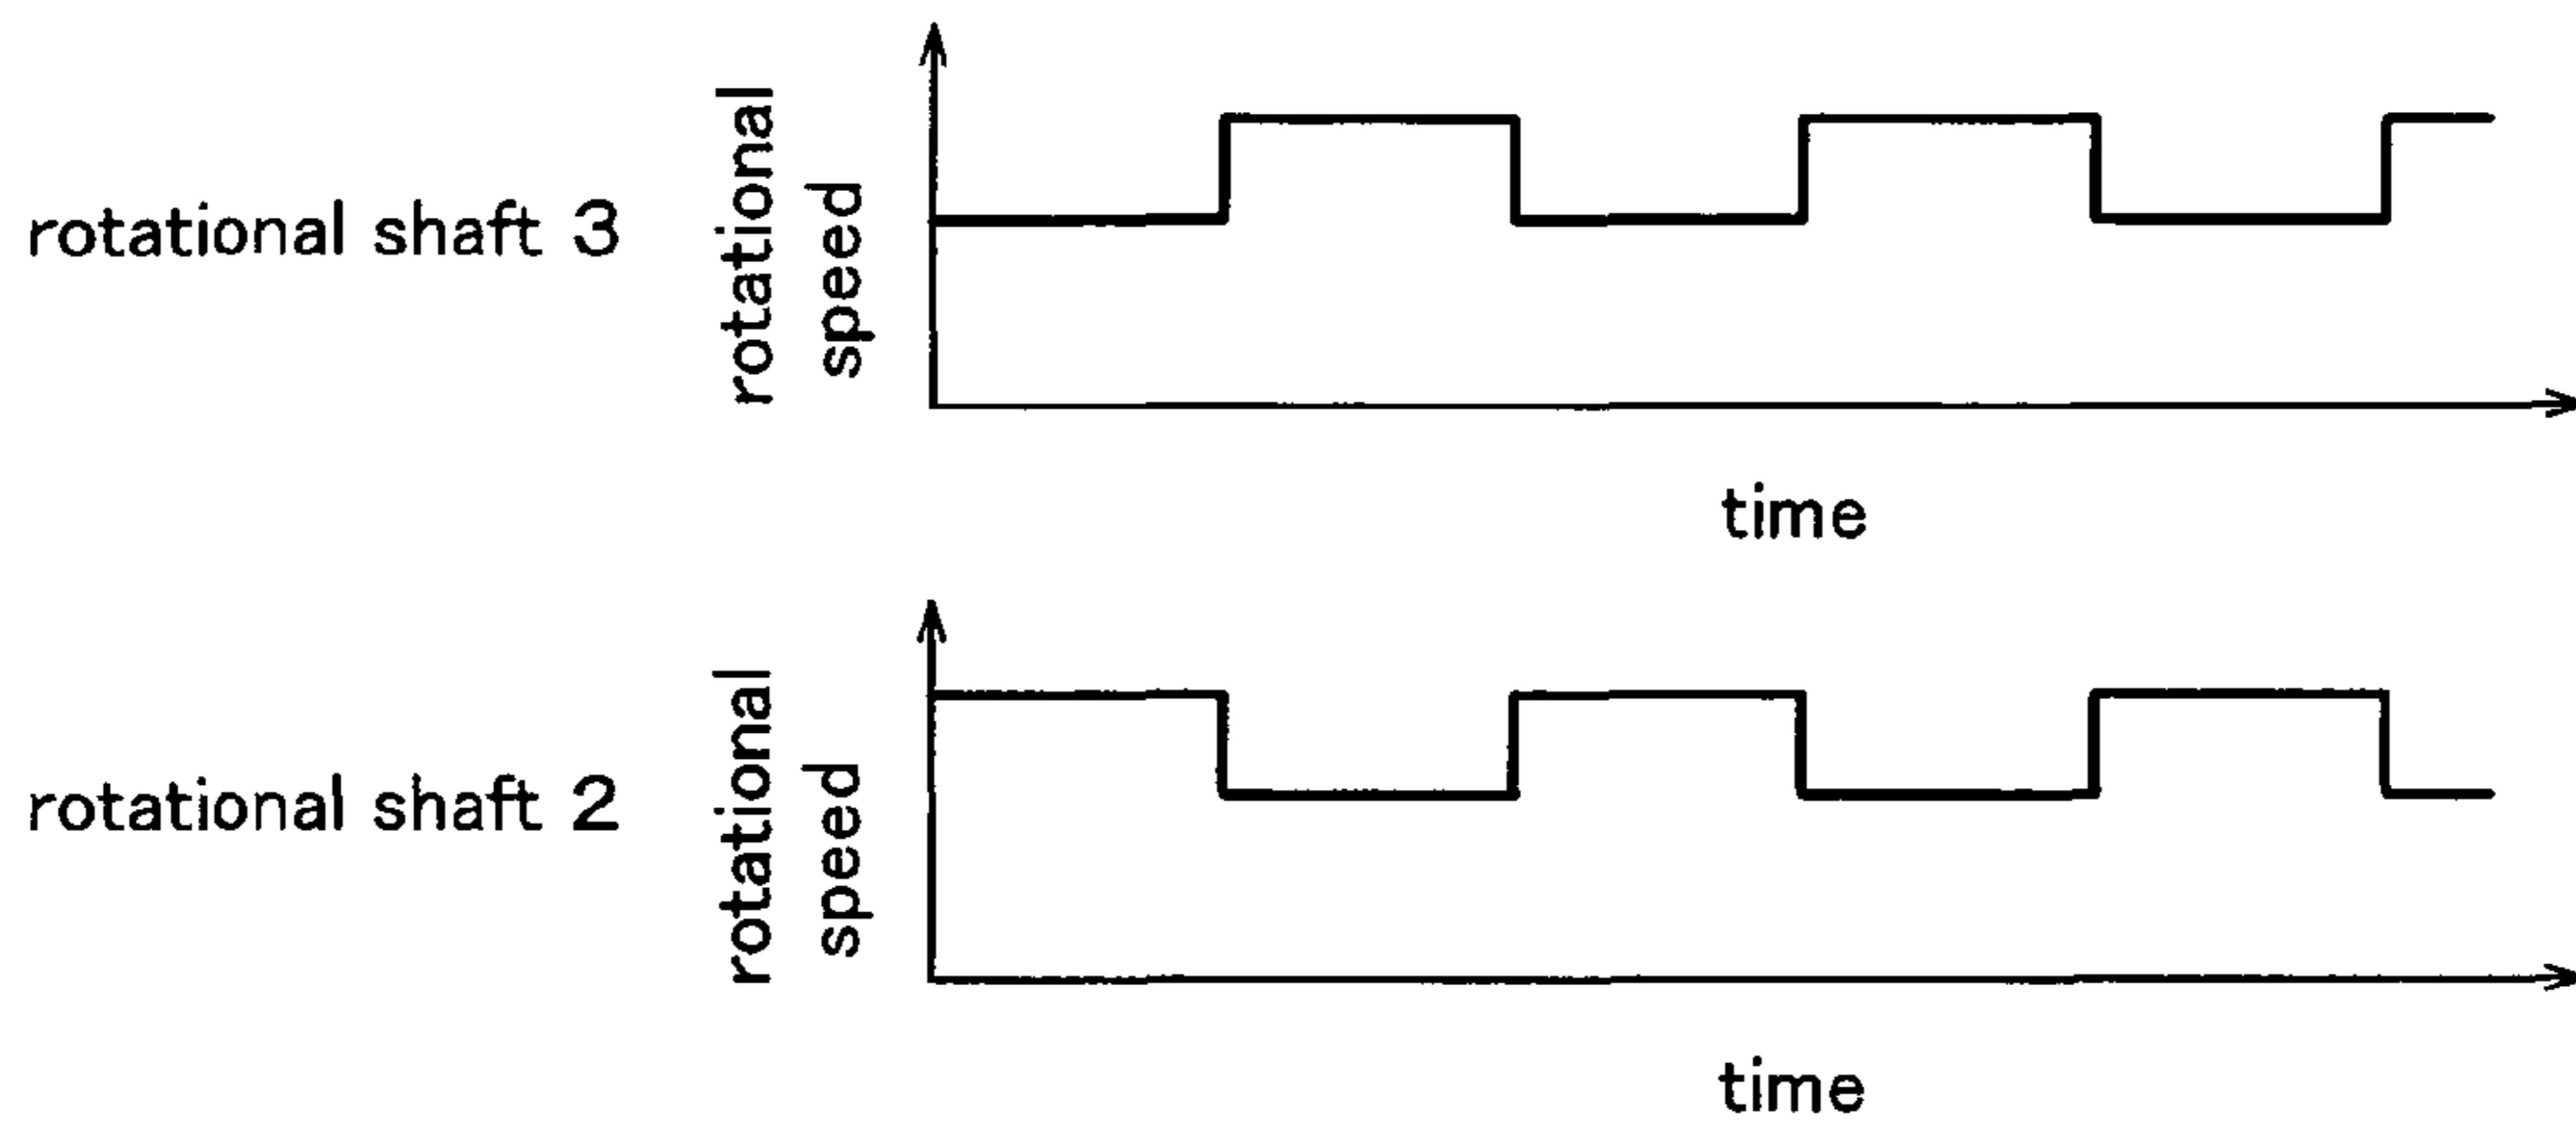 rotational shaft 3
rotational
speed
time
rotational shaft 2
rotational
speed
time